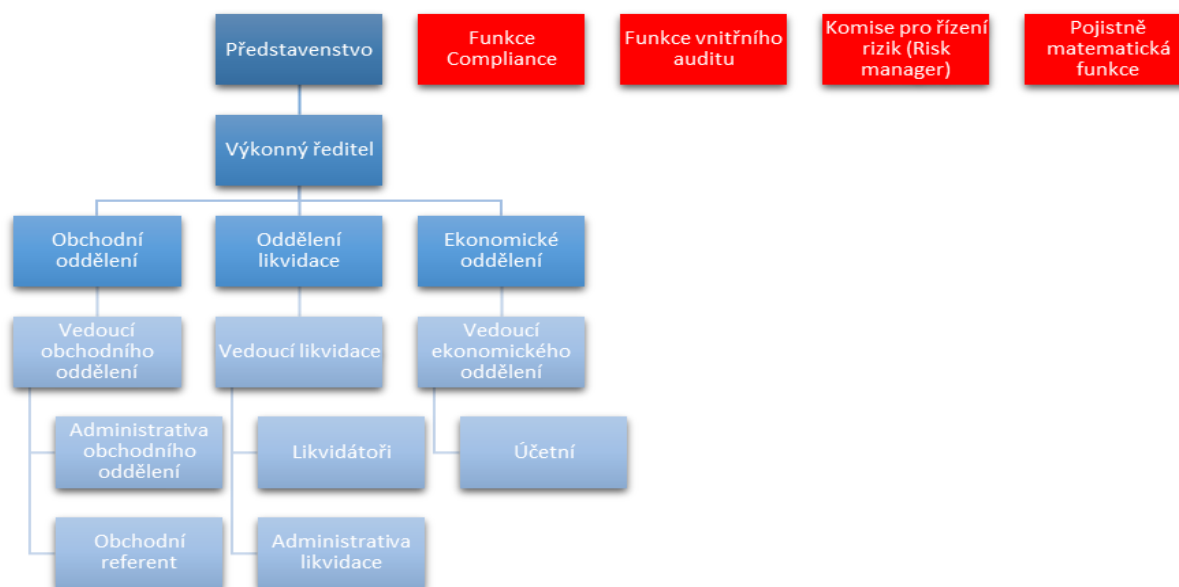 Představenstvo
Funkce
Compliance
Funkce vnitřního
auditu
Komise pro řízení
rizik (Risk
manager)
Pojistně
matematická
funkce
Výkonný ředitel
Obchodní
oddělení
Oddělení
likvidace
Ekonomické
oddělení
Vedoucí
obchodního
oddělení
Vedoucí likvidace
Vedoucí
ekonomického
oddělení
Administrativa
obchodního
oddělení
Likvidátoři
Účetní
Obchodní
referent
Administrativa
likvidace